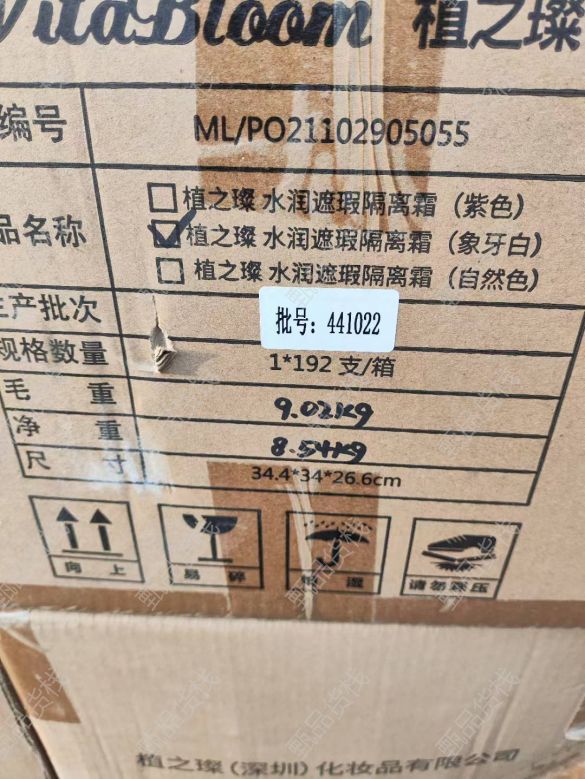 VitaBloom 植之璨
编号 ML/PO21102905055
品名称
植之璨 水润遮瑕隔离霜（紫色）
植之璨 水润遮瑕隔离霜（象牙白）
植之璨 水润遮瑕隔离霜（自然色）
生产批次 批号：441022
规格数量 1*192 支/箱
毛 重 9.02KG
净 重 8.54KG
尺 寸 34.4*34*26.6cm
向 上 易 碎 湿 请勿踩压
植之璨(深圳)化妆品有限公司
甄品货栈